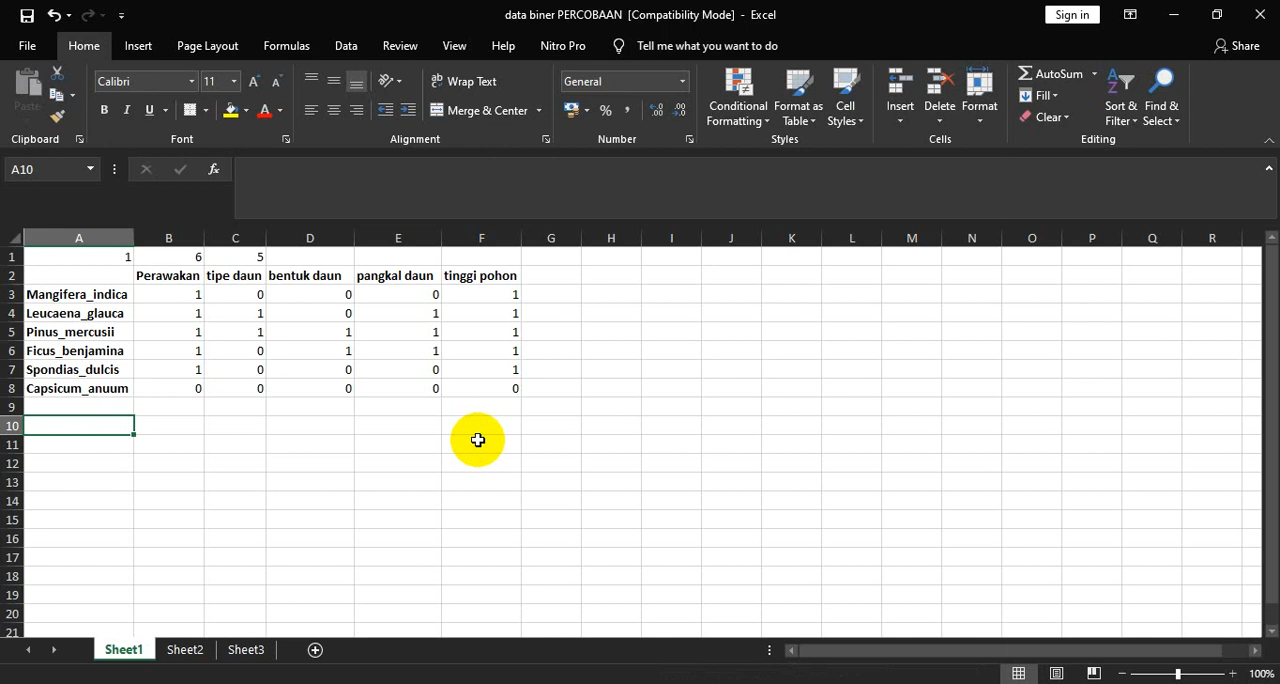 data biner PERCOBAAN [Compatibility Mode] - Excel
Sign in
File Home Insert Page Layout Formulas Data Review View Help Nitro Pro Tell me what you want to do Share
Paste
Calibri 11
Wrap Text
Merge & Center
General
Conditional Formatting
Format as Table
Cell Styles
Insert
Delete
Format
AutoSum
Fill
Clear
Sort & Filter
Find & Select
Clipboard Font Alignment Number Styles Cells Editing
A10 fx
A B C D E F G H I J K L M N O P Q R
1 1 6 5
2 Perawakan tipe daun bentuk daun pangkal daun tinggi pohon
3 Mangifera_indica 1 0 0 0 1
4 Leucaena_glauca 1 1 0 1 1
5 Pinus_mercusii 1 1 1 1 1
6 Ficus_benjamina 1 0 1 1 1
7 Spondias_dulcis 1 0 0 0 1
8 Capsicum_anuum 0 0 0 0 0
9
10
11
12
13
14
15
16
17
18
19
20
21
Sheet1 Sheet2 Sheet3
100%